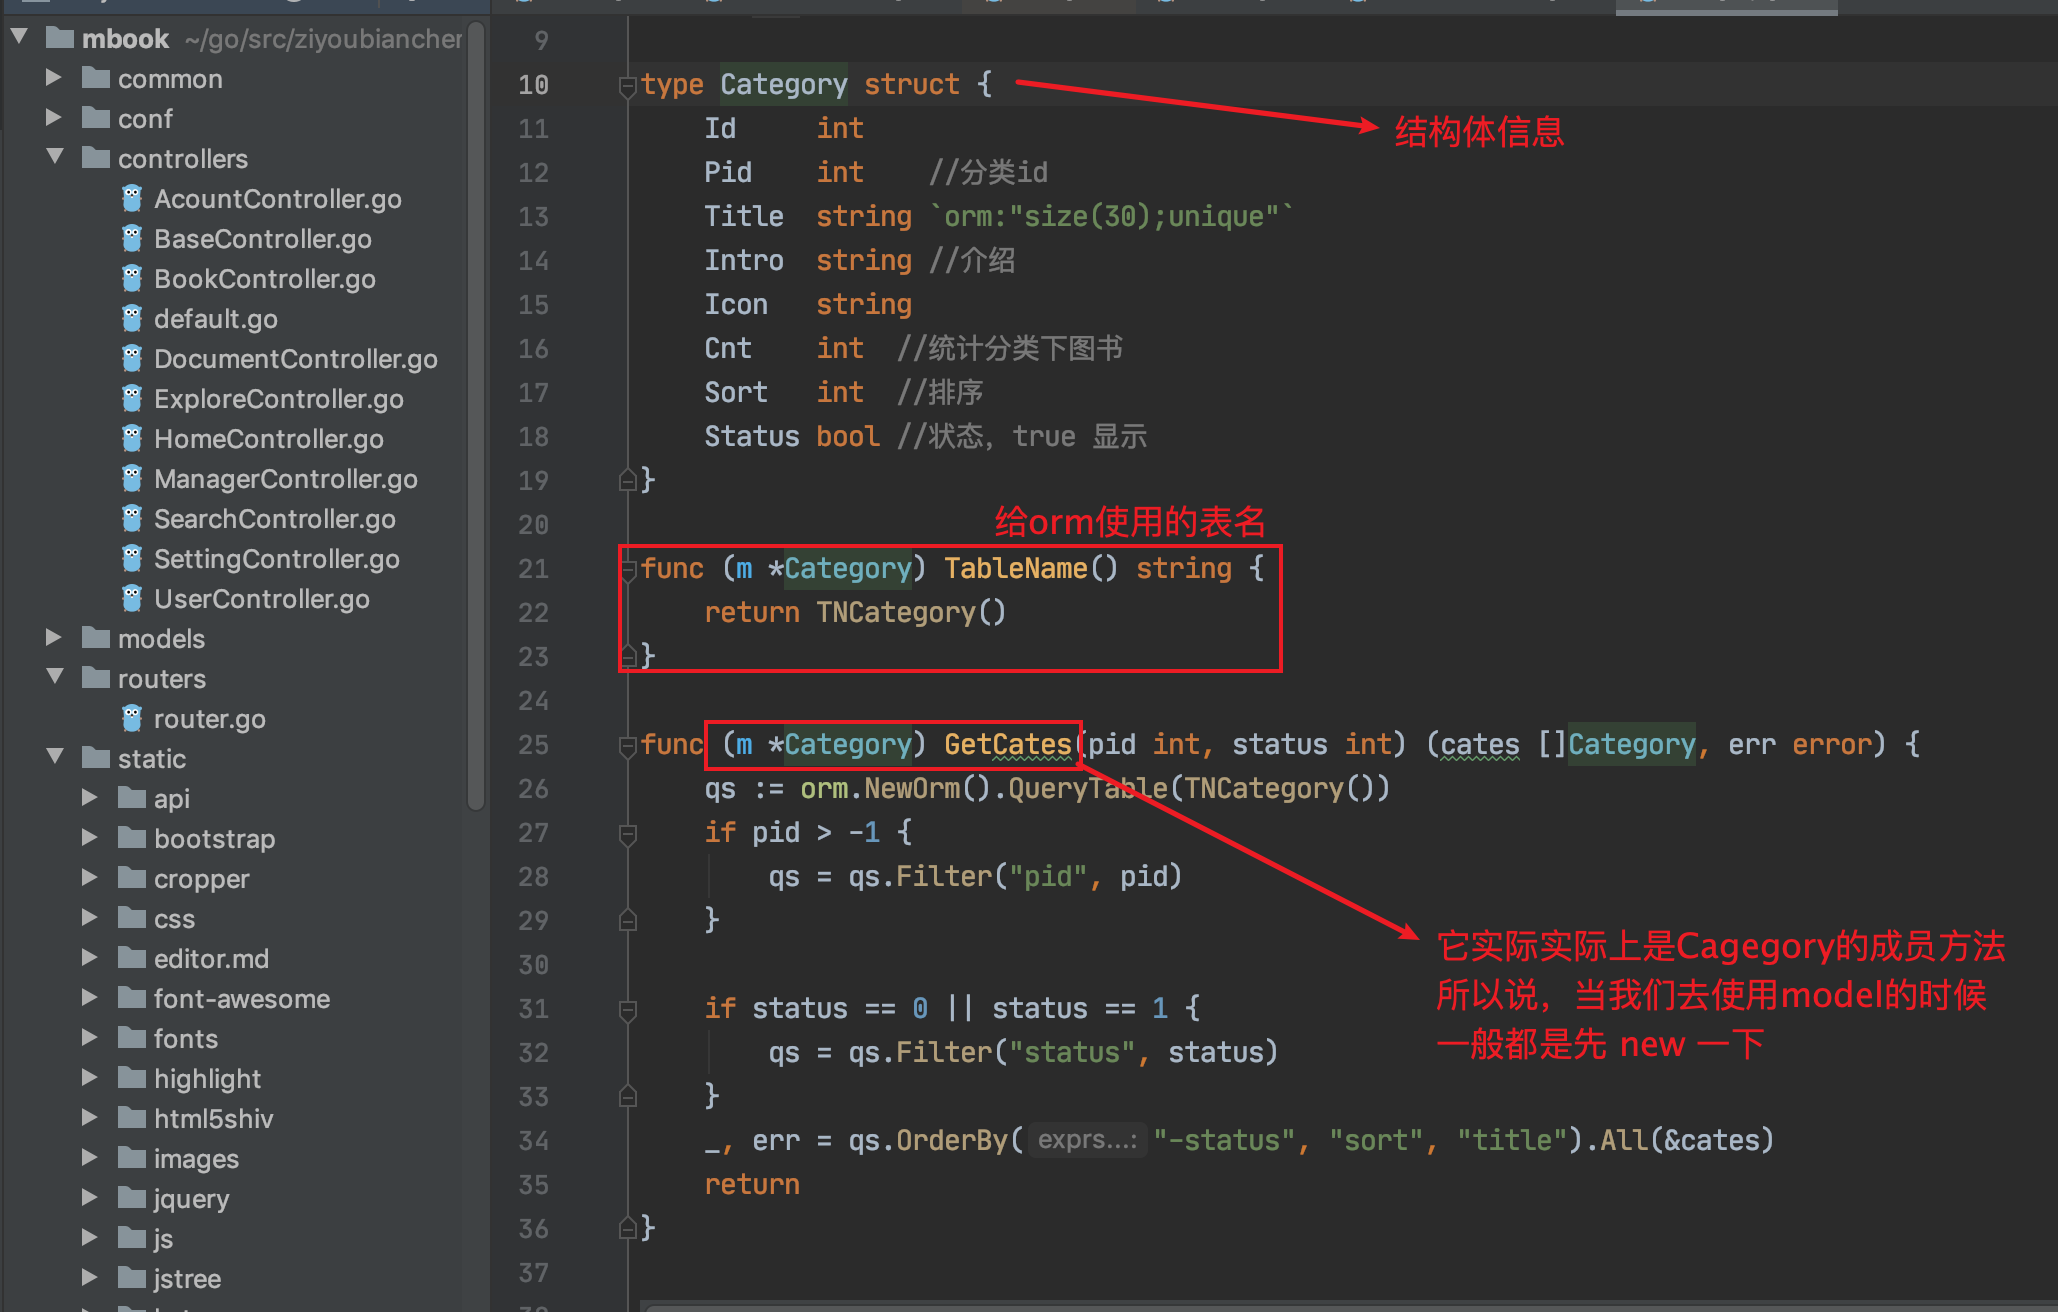 mbook ~/go/src/ziyoubiancher
common
conf
controllers
AcountController.go
BaseController.go
BookController.go
default.go
DocumentController.go
ExploreController.go
HomeController.go
ManagerController.go
SearchController.go
SettingController.go
UserController.go
models
routers
router.go
static
api
bootstrap
cropper
css
editor.md
font-awesome
fonts
highlight
html5shiv
images
jquery
js
jstree
9
10 type Category struct {
结构体信息
11 Id int
12 Pid int //分类id
13 Title string `orm:"size(30);unique"`
14 Intro string //介绍
15 Icon string
16 Cnt int //统计分类下图书
17 Sort int //排序
18 Status bool //状态，true 显示
19 }
20
给orm使用的表名
21 func (m *Category) TableName() string {
22 return TNCategory()
23 }
24
25 func (m *Category) GetCates(pid int, status int) (cates []Category, err error) {
26 qs := orm.NewOrm().QueryTable(TNCategory())
27 if pid > -1 {
28 qs = qs.Filter("pid", pid)
29 }
30
它实际实际上是Cagegory的成员方法
所以说，当我们去使用model的时候
一般都是先 new 一下
31 if status == 0 || status == 1 {
32 qs = qs.Filter("status", status)
33 }
34 _, err = qs.OrderBy( exprs...: "-status", "sort", "title").All(&cates)
35 return
36 }
37